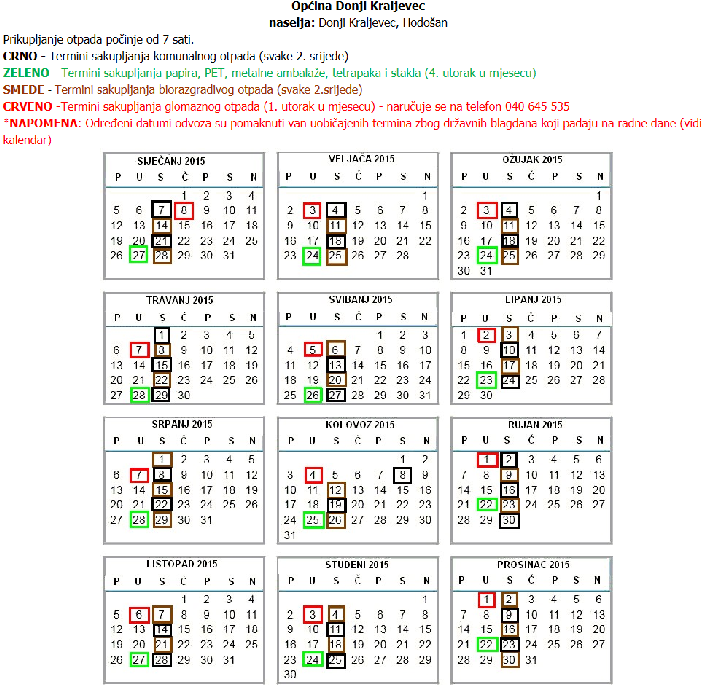 Općina Donji Kraljevec
naselja: Donji Kraljevec, Hodošan
Prikupljanje otpada počinje od 7 sati.
CRNO - Termini sakupljanja komunalnog otpada (svake 2. srijede)
ZELENO - Termini sakupljanja papira, PET, metalne ambalaže, tetrapaka i stakla (4. utorak u mjesecu)
SMEĐE - Termini sakupljanja biorazgradivog otpada (svake 2.srijede)
CRVENO -Termini sakupljanja glomaznog otpada (1. utorak u mjesecu) - naručuje se na telefon 040 645 535
*NAPOMENA: Određeni datumi odvoza su pomaknuti van uobičajenih termina zbog državnih blagdana koji padaju na radne dane (vidi
kalendar)
SIJEČANJ 2015
P U S Č P S N
1 2 3 4
5 6 7 8 9 10 11
12 13 14 15 16 17 18
19 20 21 22 23 24 25
26 27 28 29 30 31
VELJAČA 2015
P U S Č P S N
1
2 3 4 5 6 7 8
9 10 11 12 13 14 15
16 17 18 19 20 21 22
23 24 25 26 27 28
OŽUJAK 2015
P U S Č P S N
1
2 3 4 5 6 7 8
9 10 11 12 13 14 15
16 17 18 19 20 21 22
23 24 25 26 27 28 29
30 31
TRAVANJ 2015
P U S Č P S N
1 2 3 4 5
6 7 8 9 10 11 12
13 14 15 16 17 18 19
20 21 22 23 24 25 26
27 28 29 30
SVIBANJ 2015
P U S Č P S N
1 2 3
4 5 6 7 8 9 10
11 12 13 14 15 16 17
18 19 20 21 22 23 24
25 26 27 28 29 30 31
LIPANJ 2015
P U S Č P S N
1 2 3 4 5 6 7
8 9 10 11 12 13 14
15 16 17 18 19 20 21
22 23 24 25 26 27 28
29 30
SRPANJ 2015
P U S Č P S N
1 2 3 4 5
6 7 8 9 10 11 12
13 14 15 16 17 18 19
20 21 22 23 24 25 26
27 28 29 30 31
KOLOVOZ 2015
P U S Č P S N
1 2
3 4 5 6 7 8 9
10 11 12 13 14 15 16
17 18 19 20 21 22 23
24 25 26 27 28 29 30
31
RUJAN 2015
P U S Č P S N
1 2 3 4 5 6
7 8 9 10 11 12 13
14 15 16 17 18 19 20
21 22 23 24 25 26 27
28 29 30
LISTOPAD 2015
P U S Č P S N
1 2 3 4
5 6 7 8 9 10 11
12 13 14 15 16 17 18
19 20 21 22 23 24 25
26 27 28 29 30 31
STUDENI 2015
P U S Č P S N
1
2 3 4 5 6 7 8
9 10 11 12 13 14 15
16 17 18 19 20 21 22
23 24 25 26 27 28 29
30
PROSINAC 2015
P U S Č P S N
1 2 3 4 5 6
7 8 9 10 11 12 13
14 15 16 17 18 19 20
21 22 23 24 25 26 27
28 29 30 31